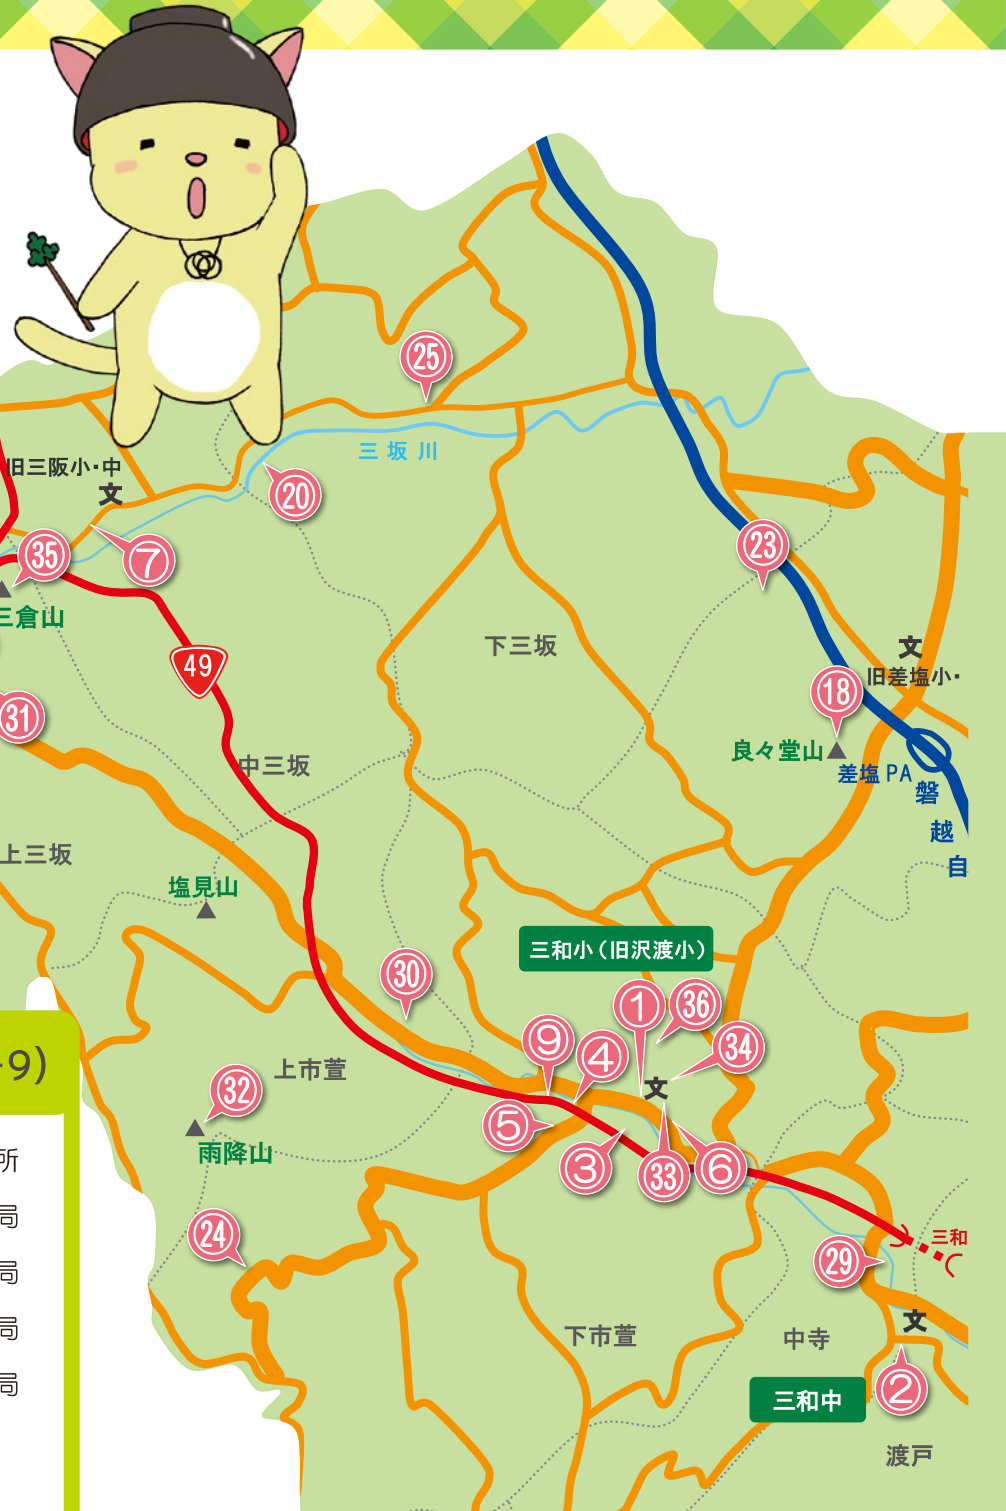 25
三坂川
旧三阪小・中
文
20
35
7
23
三倉山
下三坂
文
旧差塩小・
49
18
31
良々堂山
差塩PA
中三坂
磐
越
自
上三坂
塩見山
三和小（旧沢渡小）
30
1
36
-9)
9
4
34
上市萱
32
文
5
雨降山
3
33
6
所
局
24
三和
29
局
局
下市萱
中寺
文
局
三和中
2
渡戸